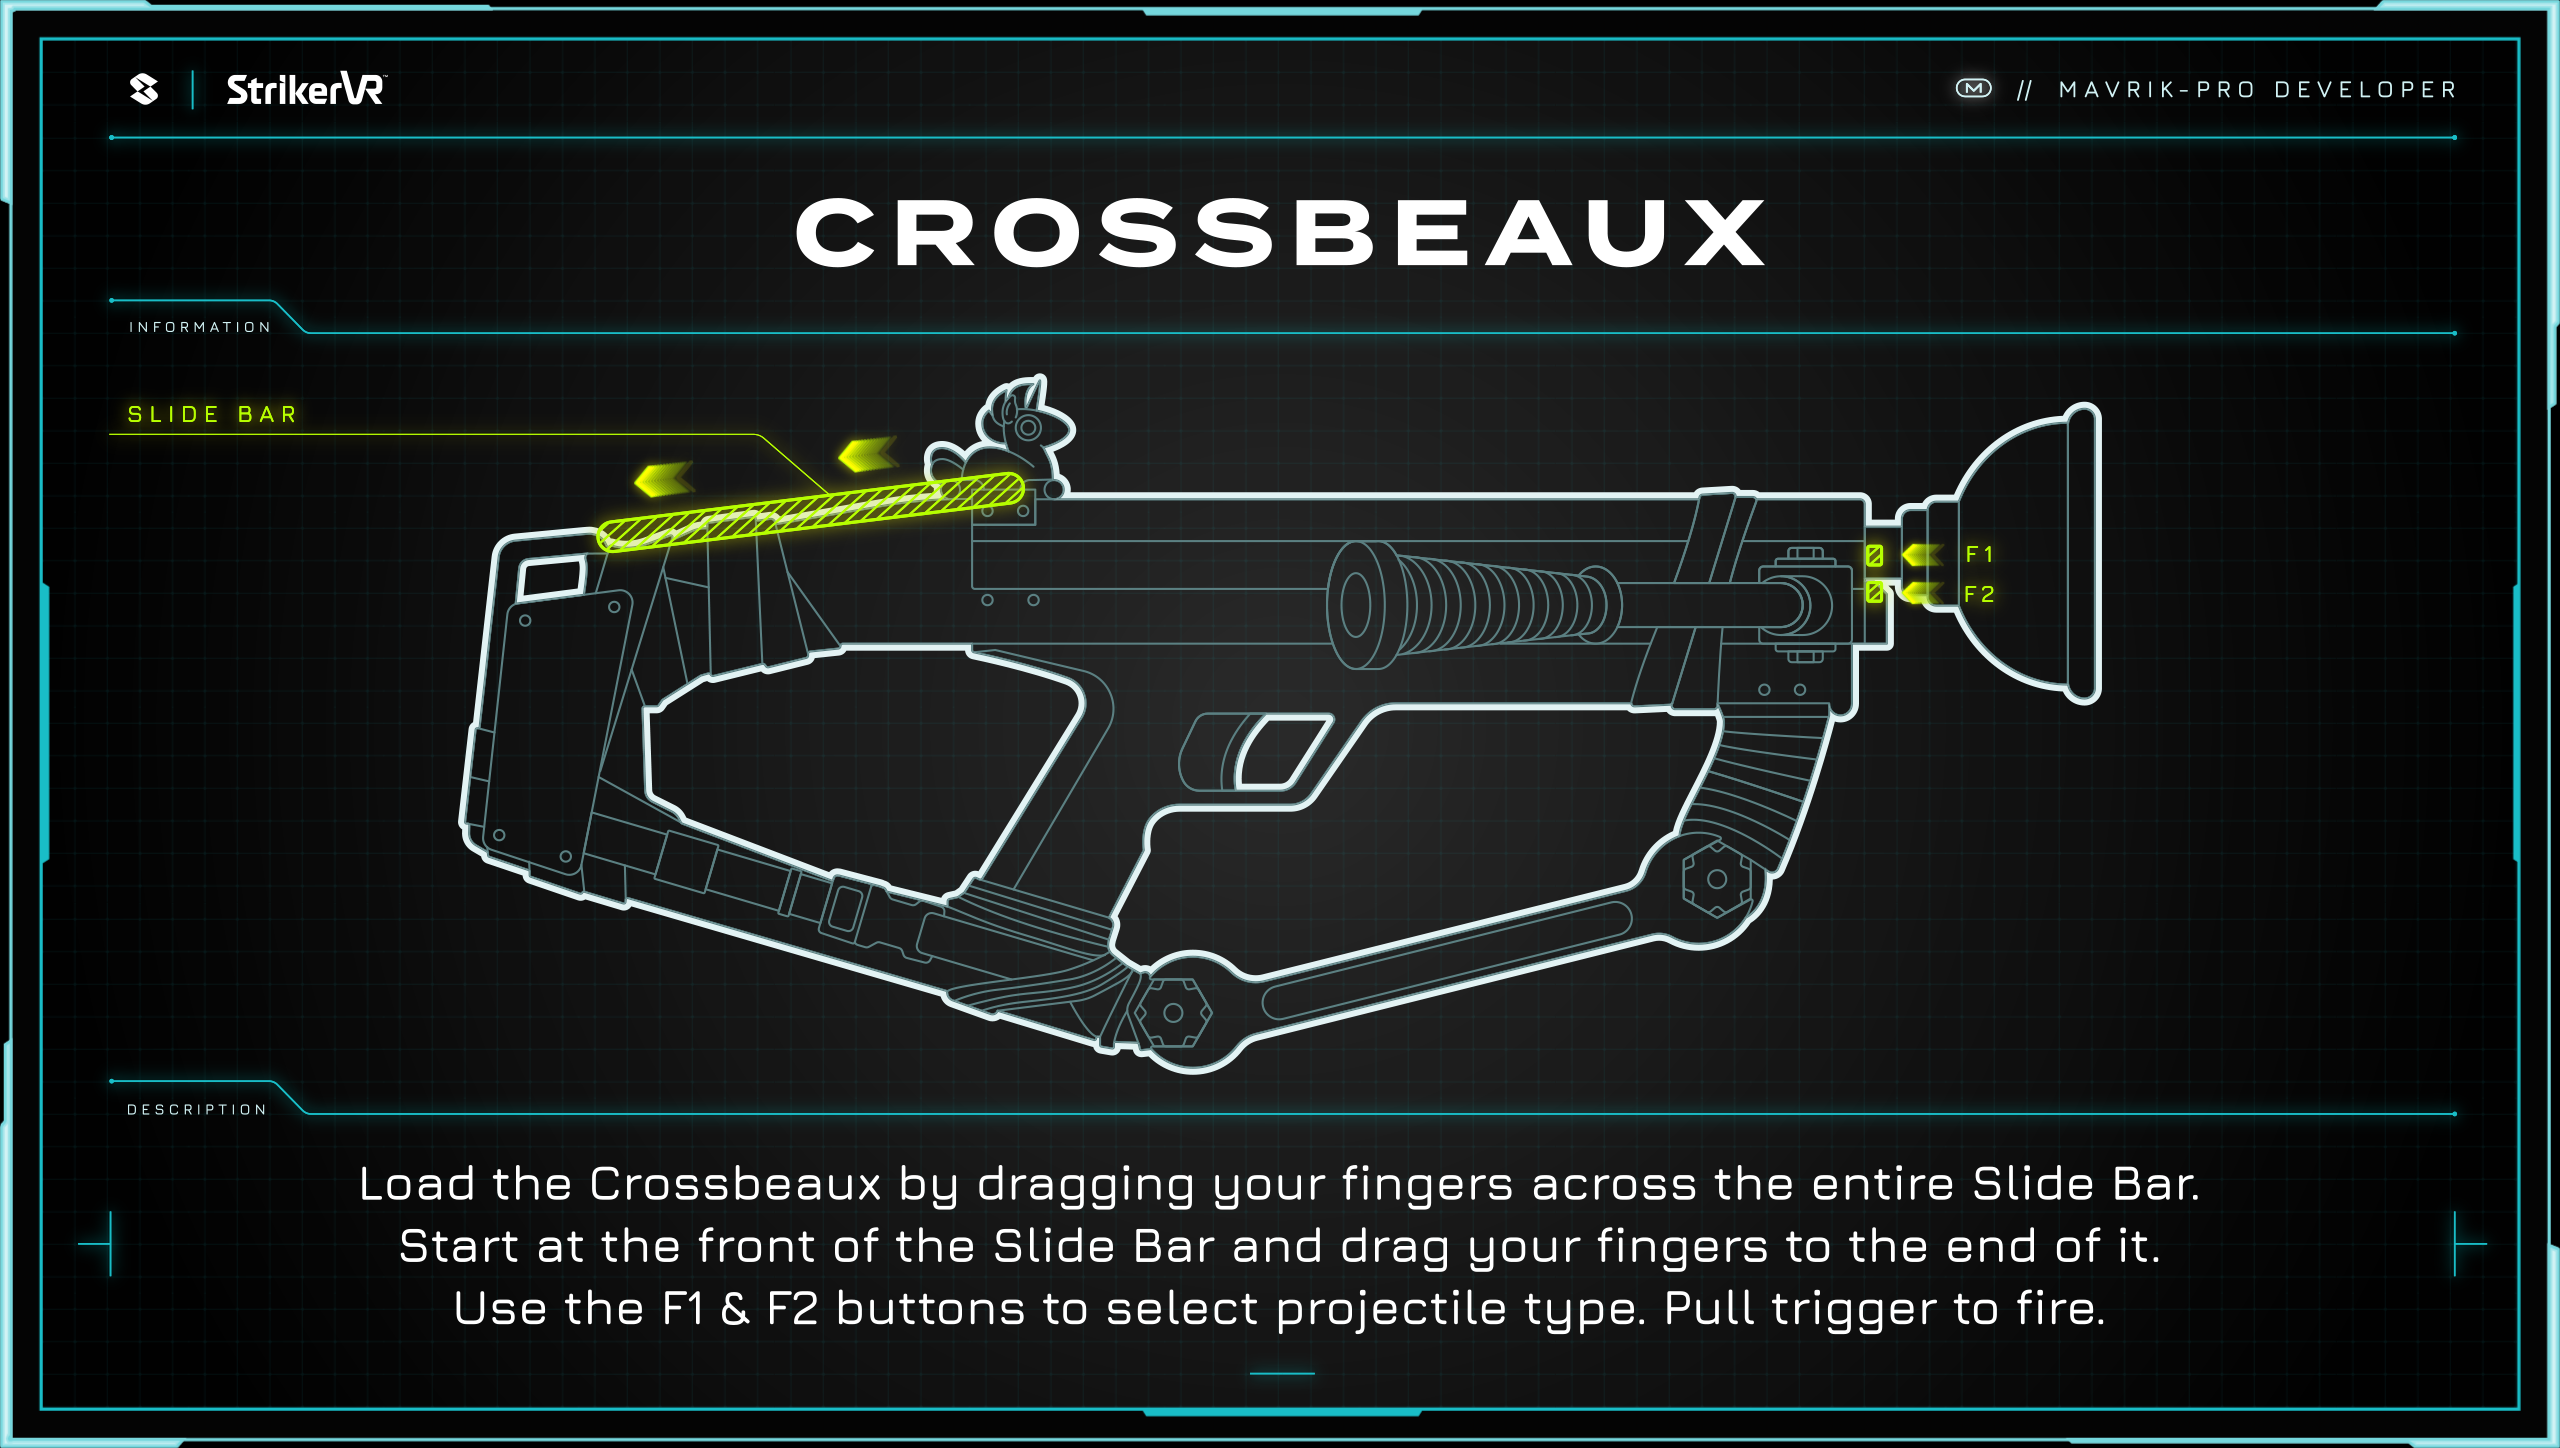 StrikerVR™
M // MAVRIK-PRO DEVELOPER
CROSSBEAUX
INFORMATION
SLIDE BAR
F1
F2
DESCRIPTION
Load the Crossbeaux by dragging your fingers across the entire Slide Bar.
Start at the front of the Slide Bar and drag your fingers to the end of it.
Use the F1 & F2 buttons to select projectile type. Pull trigger to fire.